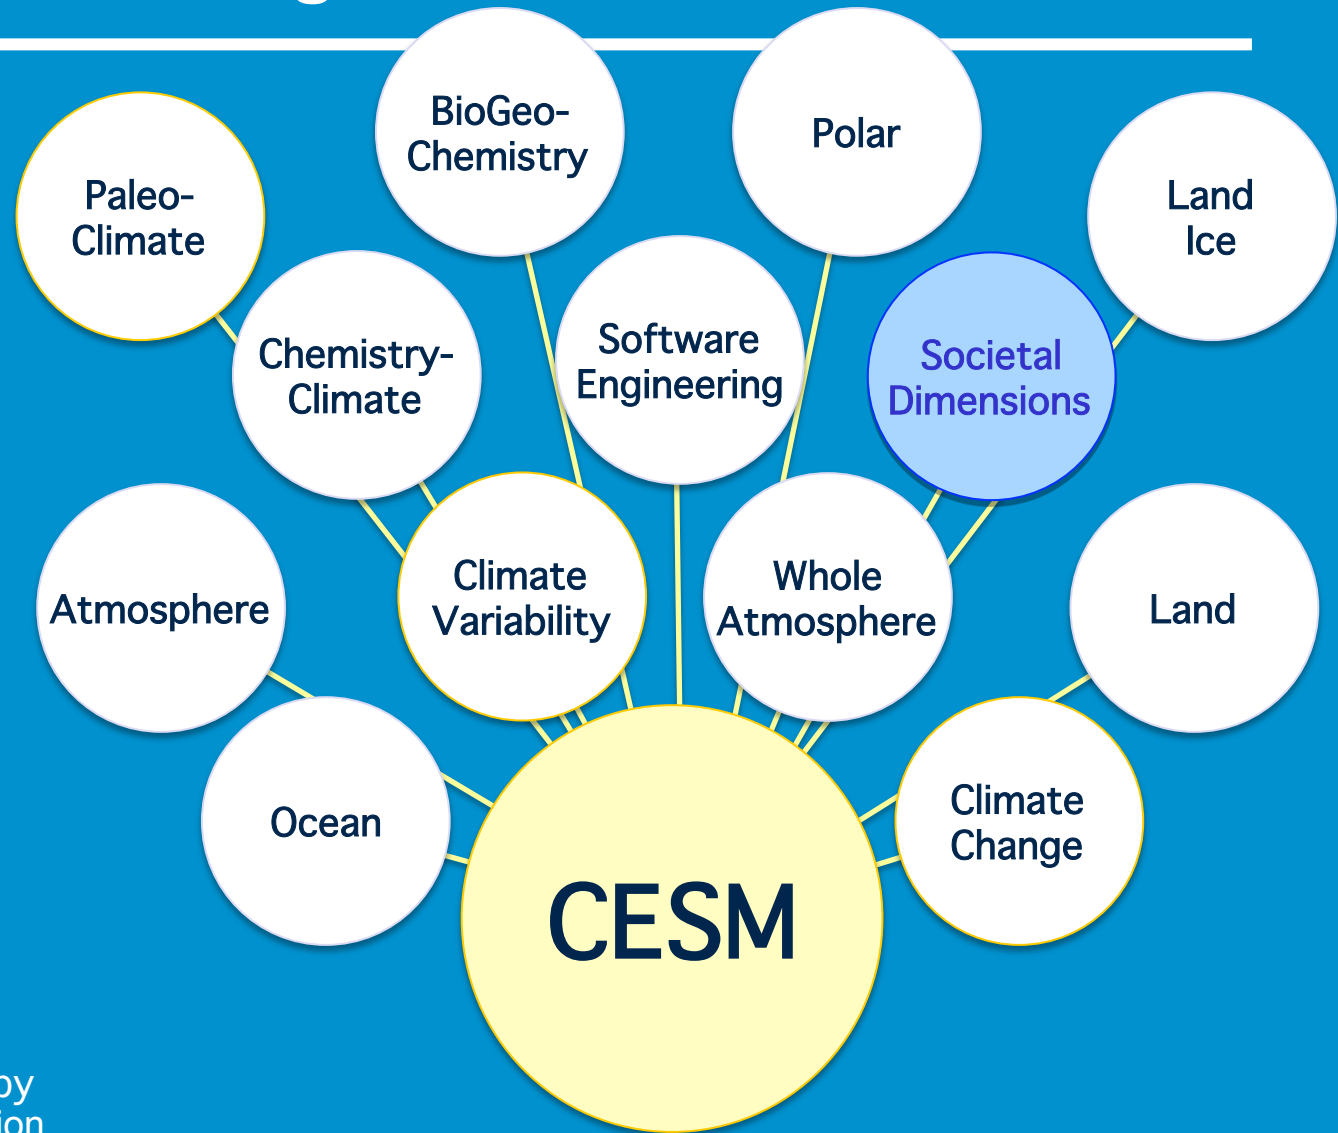 BioGeo-
Chemistry
Polar
Paleo-
Climate
Land
Ice
Chemistry-
Climate
Software
Engineering
Societal
Dimensions
Atmosphere
Climate
Variability
Whole
Atmosphere
Land
Ocean
Climate
Change
CESM
by